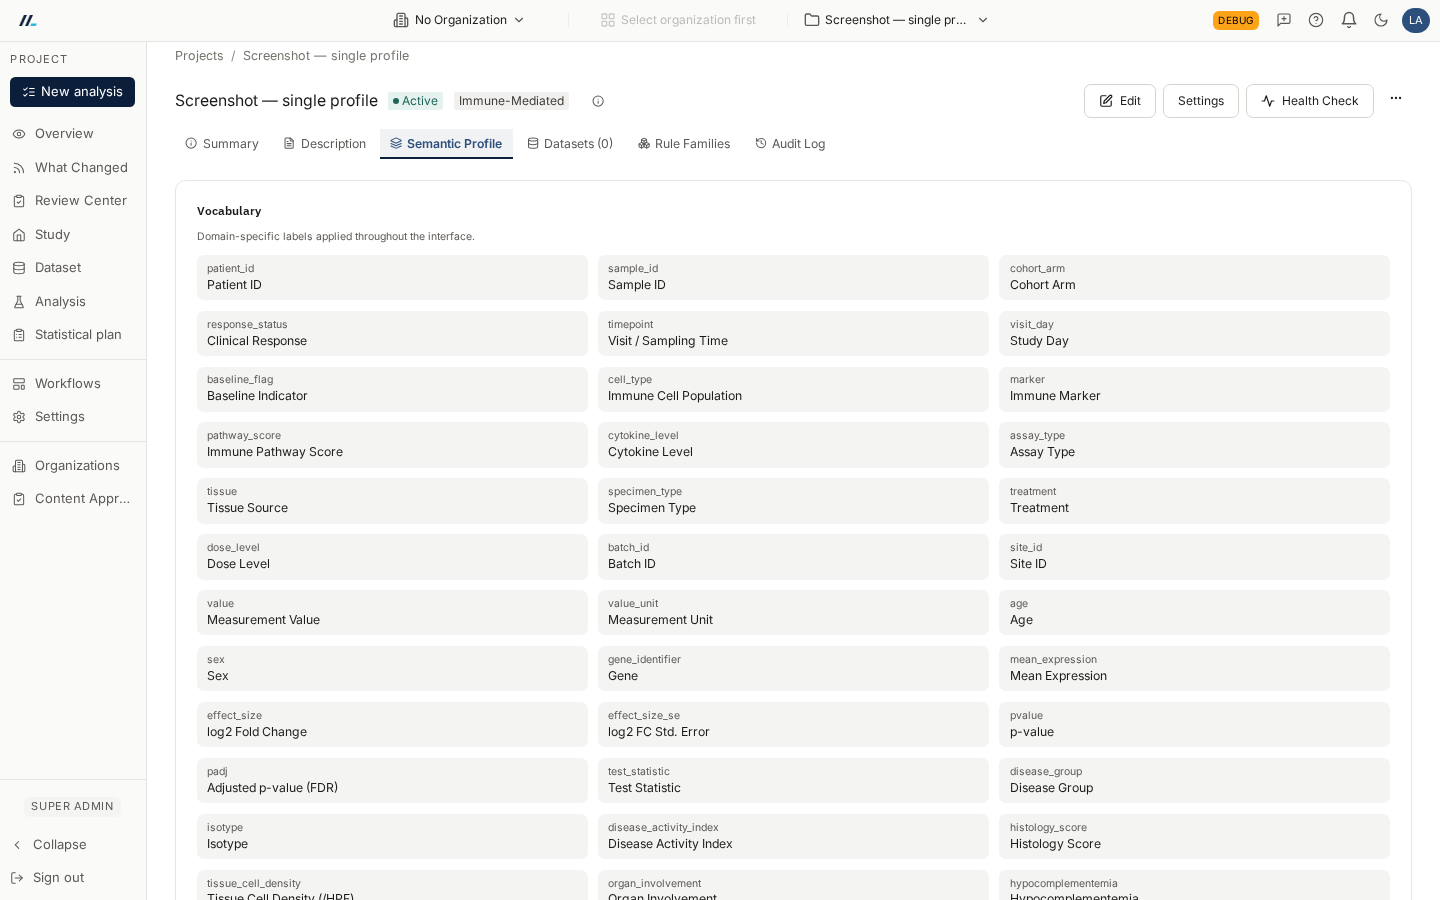 No Organization
Select organization first
Screenshot — single pr...
DEBUG
LA
PROJECT
New analysis
Overview
What Changed
Review Center
Study
Dataset
Analysis
Statistical plan
Workflows
Settings
Organizations
Content Appr...
SUPER ADMIN
Collapse
Sign out
Projects / Screenshot — single profile
Screenshot — single profile
Active
Immune-Mediated
Edit
Settings
Health Check
Summary
Description
Semantic Profile
Datasets (0)
Rule Families
Audit Log
Vocabulary
Domain-specific labels applied throughout the interface.
patient_id
Patient ID
sample_id
Sample ID
cohort_arm
Cohort Arm
response_status
Clinical Response
timepoint
Visit / Sampling Time
visit_day
Study Day
baseline_flag
Baseline Indicator
cell_type
Immune Cell Population
marker
Immune Marker
pathway_score
Immune Pathway Score
cytokine_level
Cytokine Level
assay_type
Assay Type
tissue
Tissue Source
specimen_type
Specimen Type
treatment
Treatment
dose_level
Dose Level
batch_id
Batch ID
site_id
Site ID
value
Measurement Value
value_unit
Measurement Unit
age
Age
sex
Sex
gene_identifier
Gene
mean_expression
Mean Expression
effect_size
log2 Fold Change
effect_size_se
log2 FC Std. Error
pvalue
p-value
padj
Adjusted p-value (FDR)
test_statistic
Test Statistic
disease_group
Disease Group
isotype
Isotype
disease_activity_index
Disease Activity Index
histology_score
Histology Score
tissue_cell_density
Tissue Cell Density (/HPF)
organ_involvement
Organ Involvement
hypocomplementemia
Hypocomplementemia